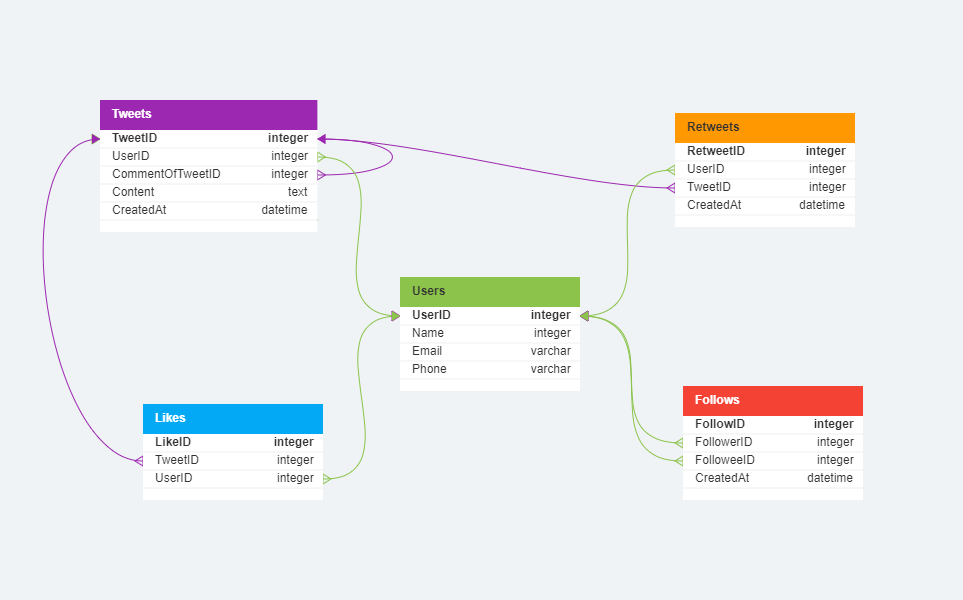 Tweets
TweetID integer
UserID integer
CommentOfTweetID integer
Content text
CreatedAt datetime
Retweets
RetweetID integer
UserID integer
TweetID integer
CreatedAt datetime
Users
UserID integer
Name integer
Email varchar
Phone varchar
Likes
LikeID integer
TweetID integer
UserID integer
Follows
FollowID integer
FollowerID integer
FolloweeID integer
CreatedAt datetime